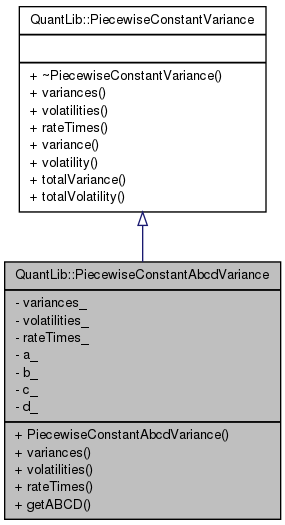 QuantLib::PiecewiseConstantVariance
+ ~PiecewiseConstantVariance()
+ variances()
+ volatilities()
+ rateTimes()
+ variance()
+ volatility()
+ totalVariance()
+ totalVolatility()
QuantLib::PiecewiseConstantAbcdVariance
- variances_
- volatilities_
- rateTimes_
- a_
- b_
- c_
- d_
+ PiecewiseConstantAbcdVariance()
+ variances()
+ volatilities()
+ rateTimes()
+ getABCD()